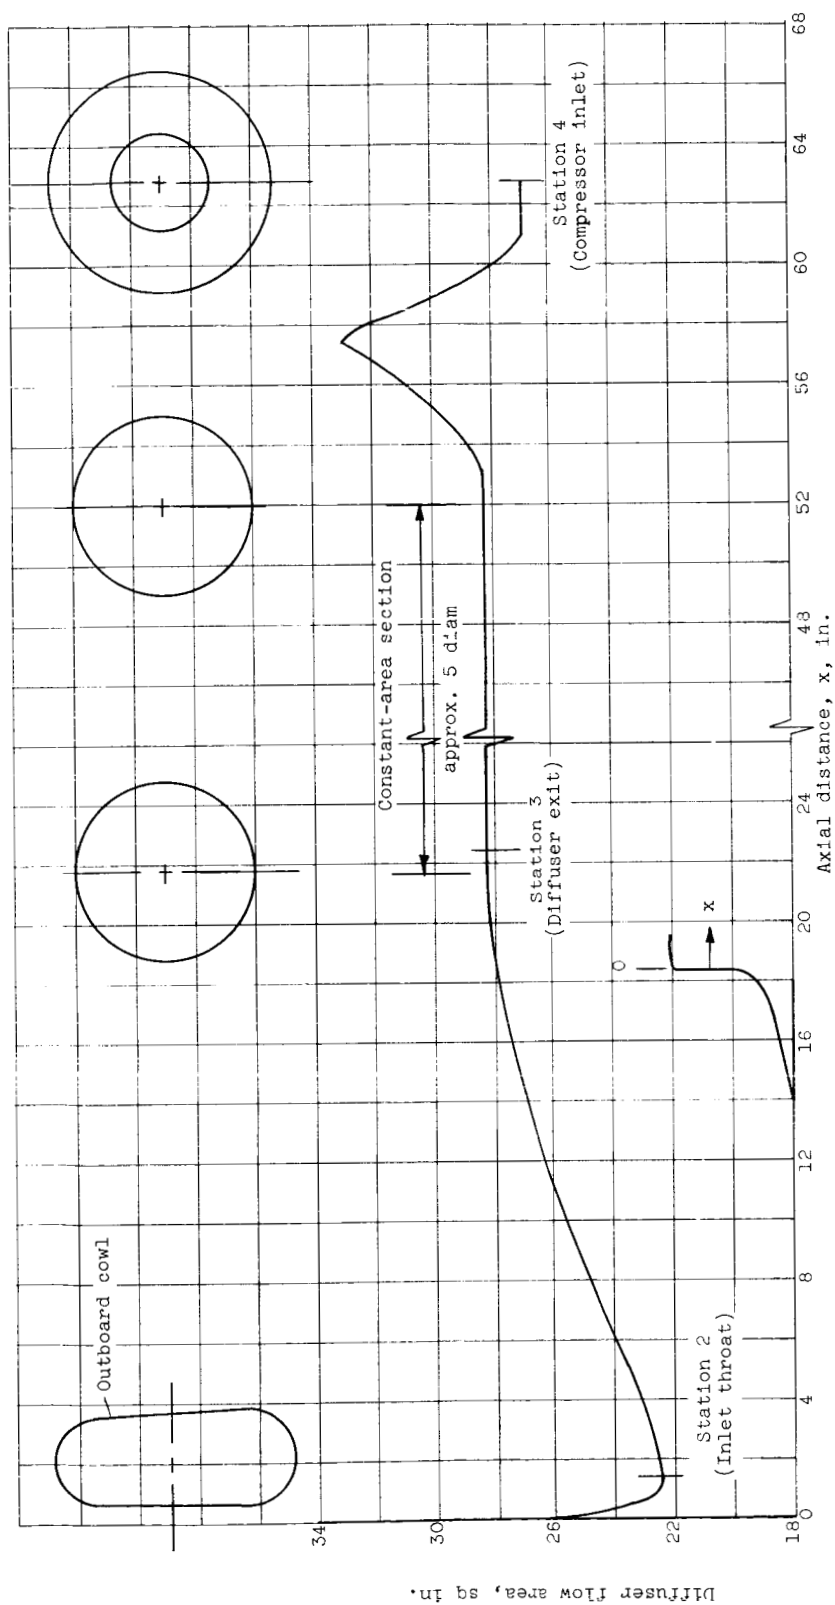 Outboard cowl
Constant-area section
approx. 5 diam
Station 2
(Inlet throat)
Station 3
(Diffuser exit)
Station 4
(Compressor inlet)
0
x
34
30
26
22
18
Diffuser flow area, sq in.
0
4
8
12
16
20
24
48
52
56
60
64
68
Axial distance, x, in.